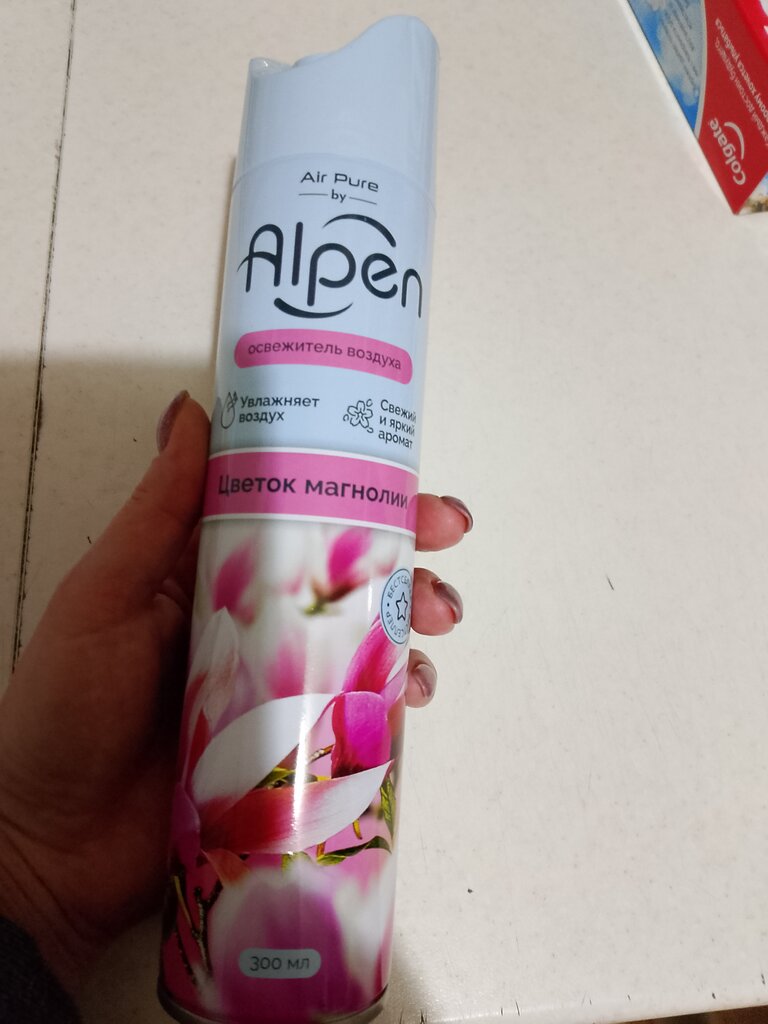 Air Pure
by
Alpen
освежитель воздуха
Увлажняет
воздух
Свежий
и яркий
аромат
Цветок магнолии
300 мл
Colgate